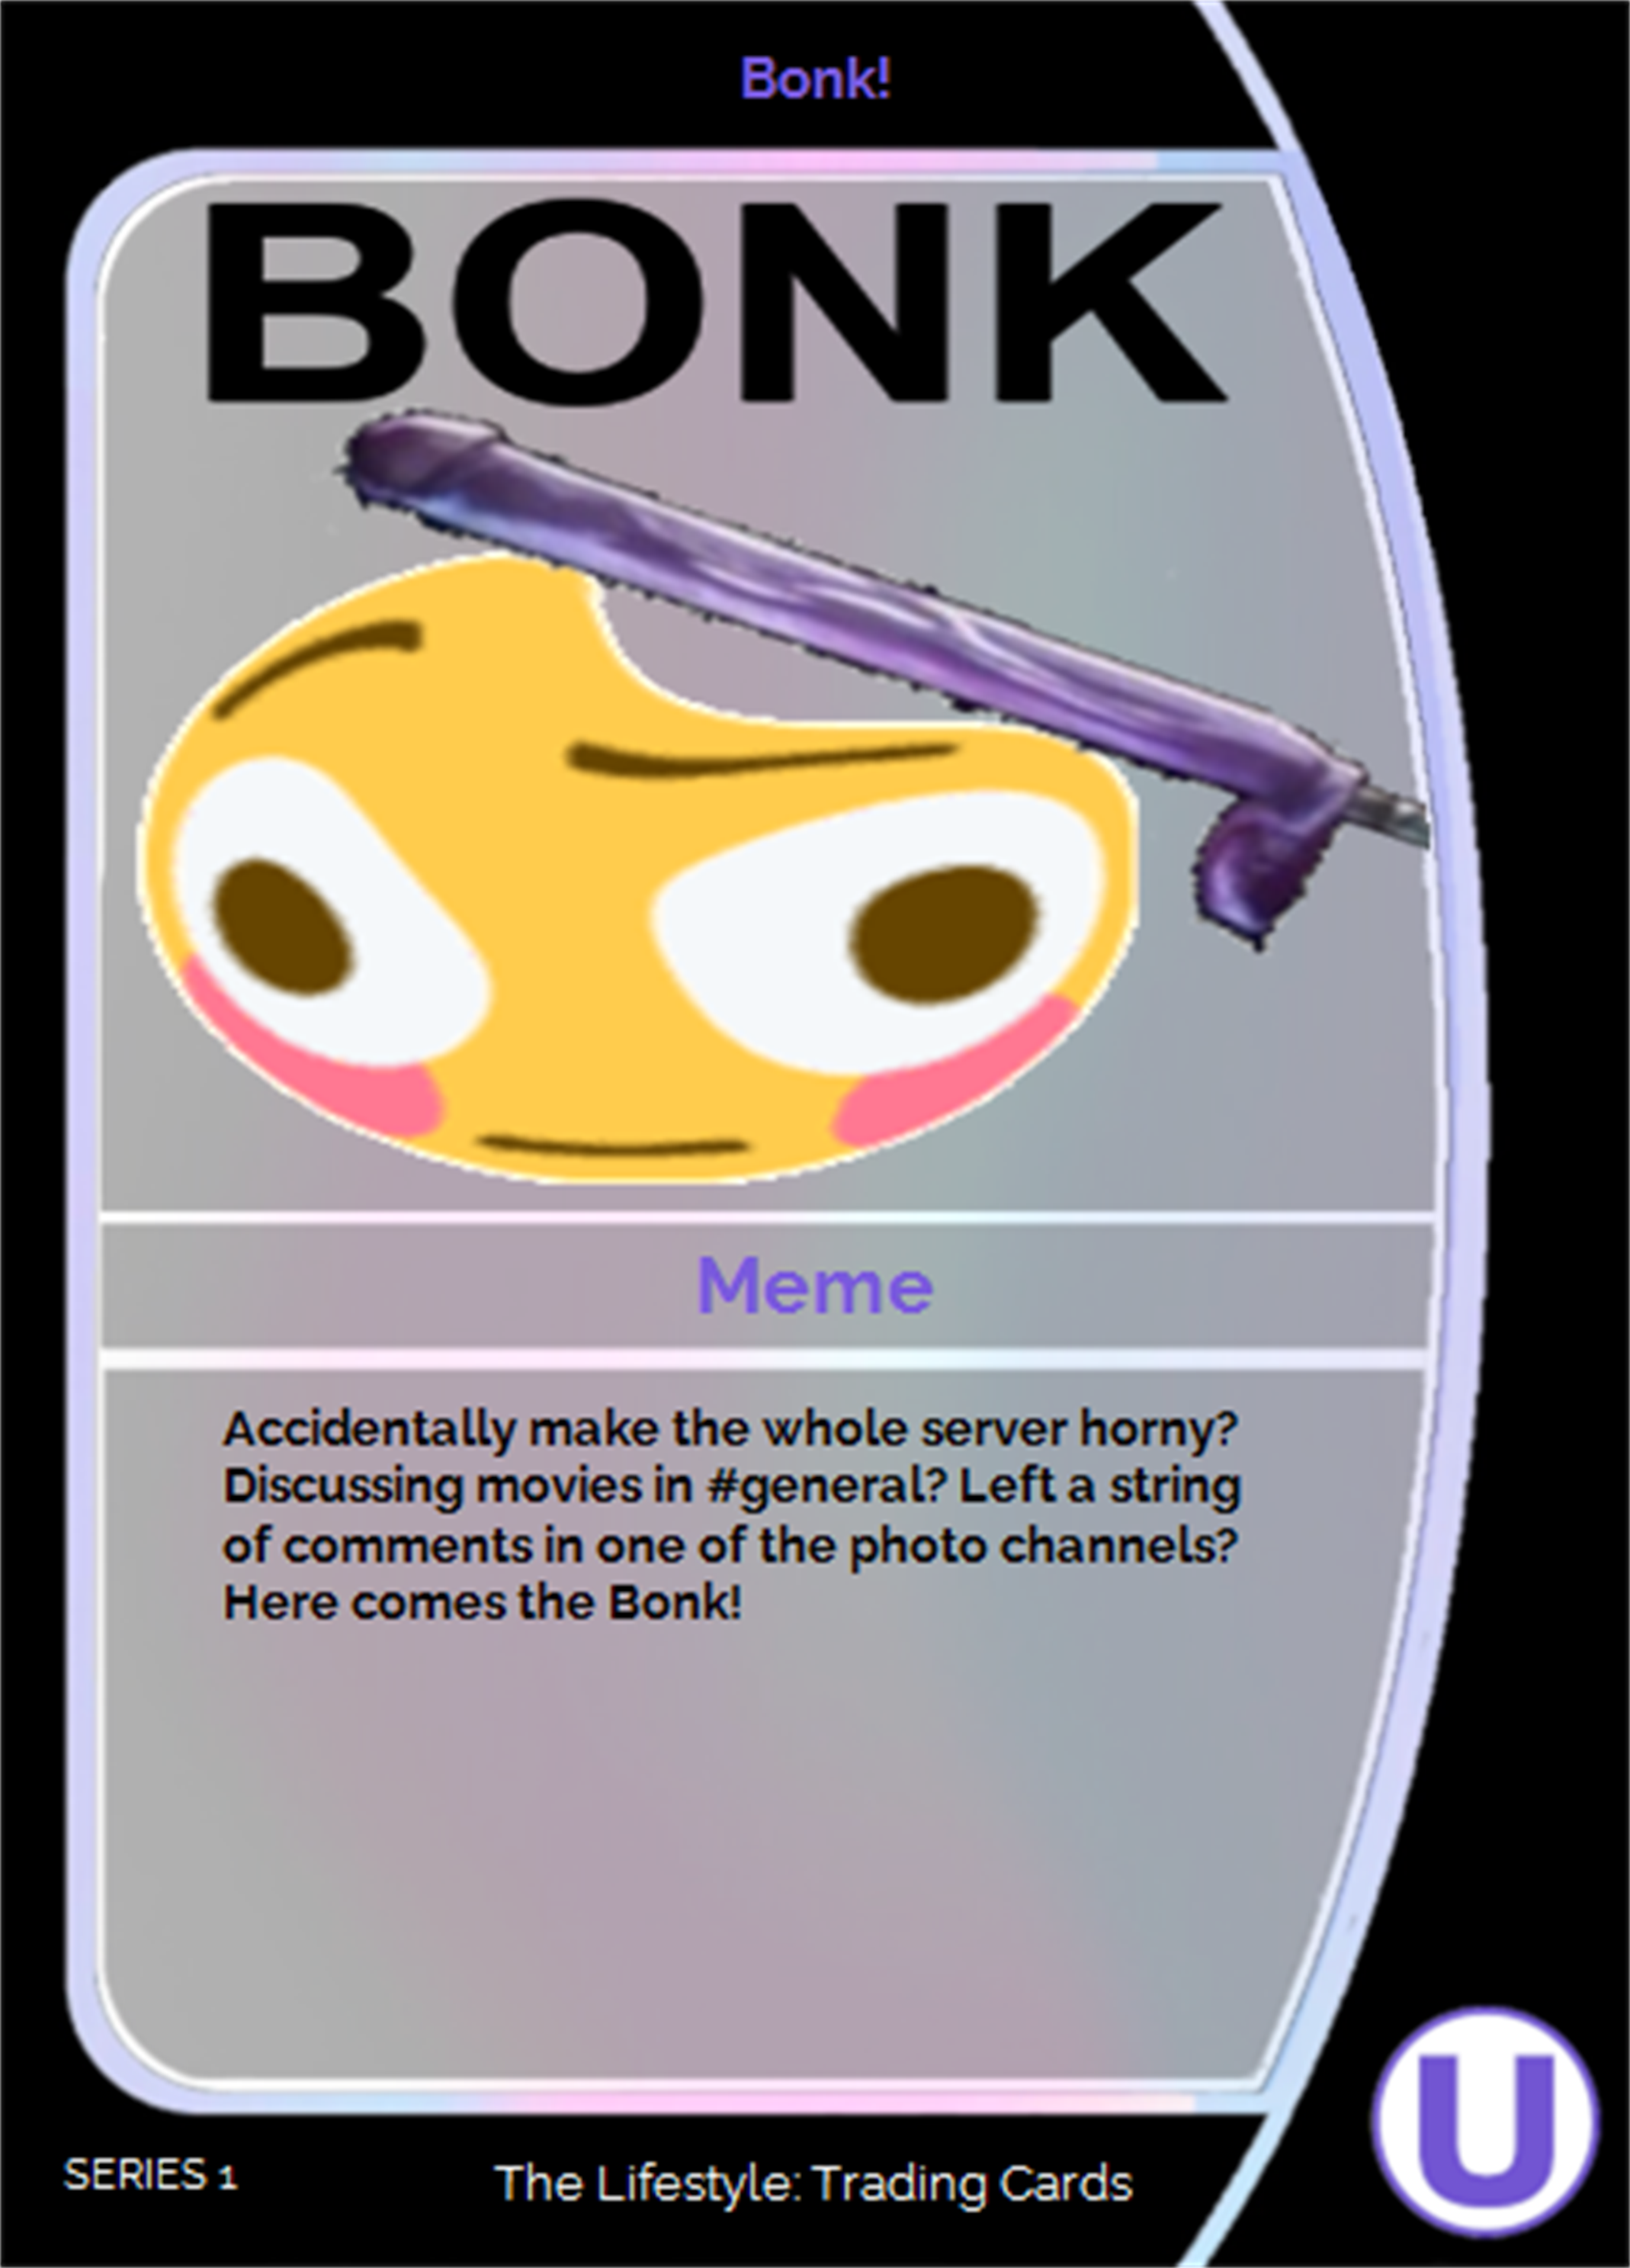 Bonk!
BONK
Meme
Accidentally make the whole server horny?
Discussing movies in #general? Left a string
of comments in one of the photo channels?
Here comes the Bonk!
SERIES 1
The Lifestyle: Trading Cards
U